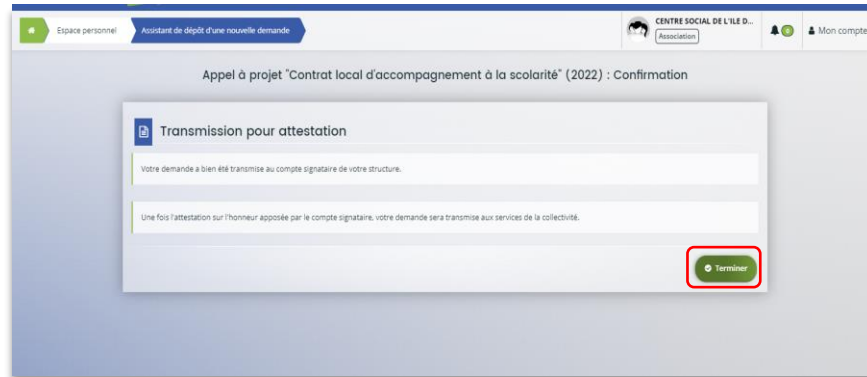 Espace personnel
Assistant de dépôt d'une nouvelle demande
CENTRE SOCIAL DE L'ILE D...
Association
0
Mon compte
Appel à projet "Contrat local d'accompagnement à la scolarité" (2022) : Confirmation
Transmission pour attestation
Votre demande a bien été transmise au compte signataire de votre structure.
Une fois l'attestation sur l'honneur apposée par le compte signataire, votre demande sera transmise aux services de la collectivité.
Terminer